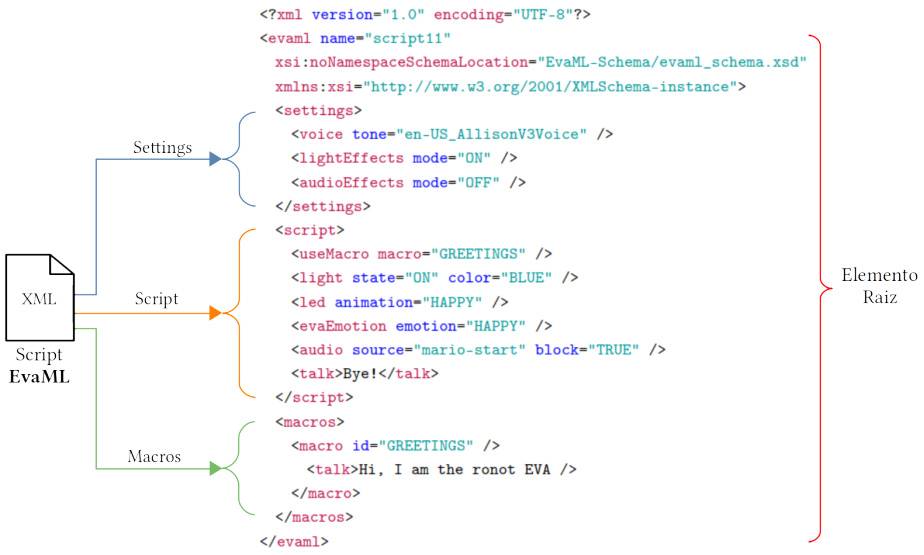 <?xml version="1.0" encoding="UTF-8"?>
<evaml name="script11"
xsi:noNamespaceSchemaLocation="EvaML-Schema/evaml_schema.xsd"
xmlns:xsi="http://www.w3.org/2001/XMLSchema-instance">
<settings>
<voice tone="en-US_AllisonV3Voice" />
<lightEffects mode="ON" />
<audioEffects mode="OFF" />
</settings>
<script>
<useMacro macro="GREETINGS" />
<light state="ON" color="BLUE" />
<led animation="HAPPY" />
<evaEmotion emotion="HAPPY" />
<audio source="mario-start" block="TRUE" />
<talk>Bye!</talk>
</script>
<macros>
<macro id="GREETINGS" />
<talk>Hi, I am the ronot EVA />
</macro>
</macros>
</evaml>
Settings
Script
Macros
XML
Script
EvaML
Elemento
Raiz